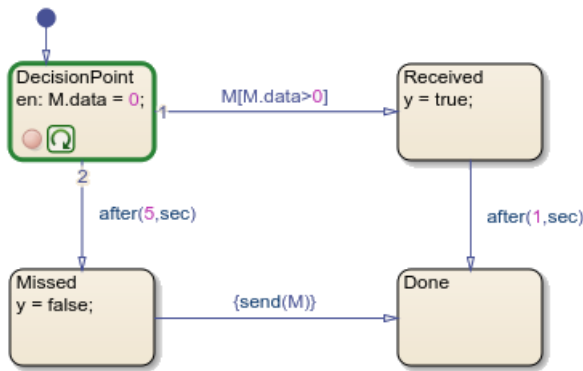 DecisionPoint
en: M.data = 0;
1
M[M.data>0]
Received
y = true;
2
after(5,sec)
after(1,sec)
Missed
y = false;
{send(M)}
Done